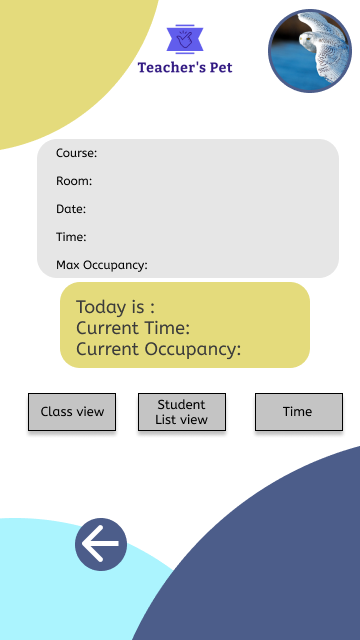 Teacher's Pet
Course:
Room:
Date:
Time:
Max Occupancy:
Today is :
Current Time:
Current Occupancy:
Class view
Student
List view
Time